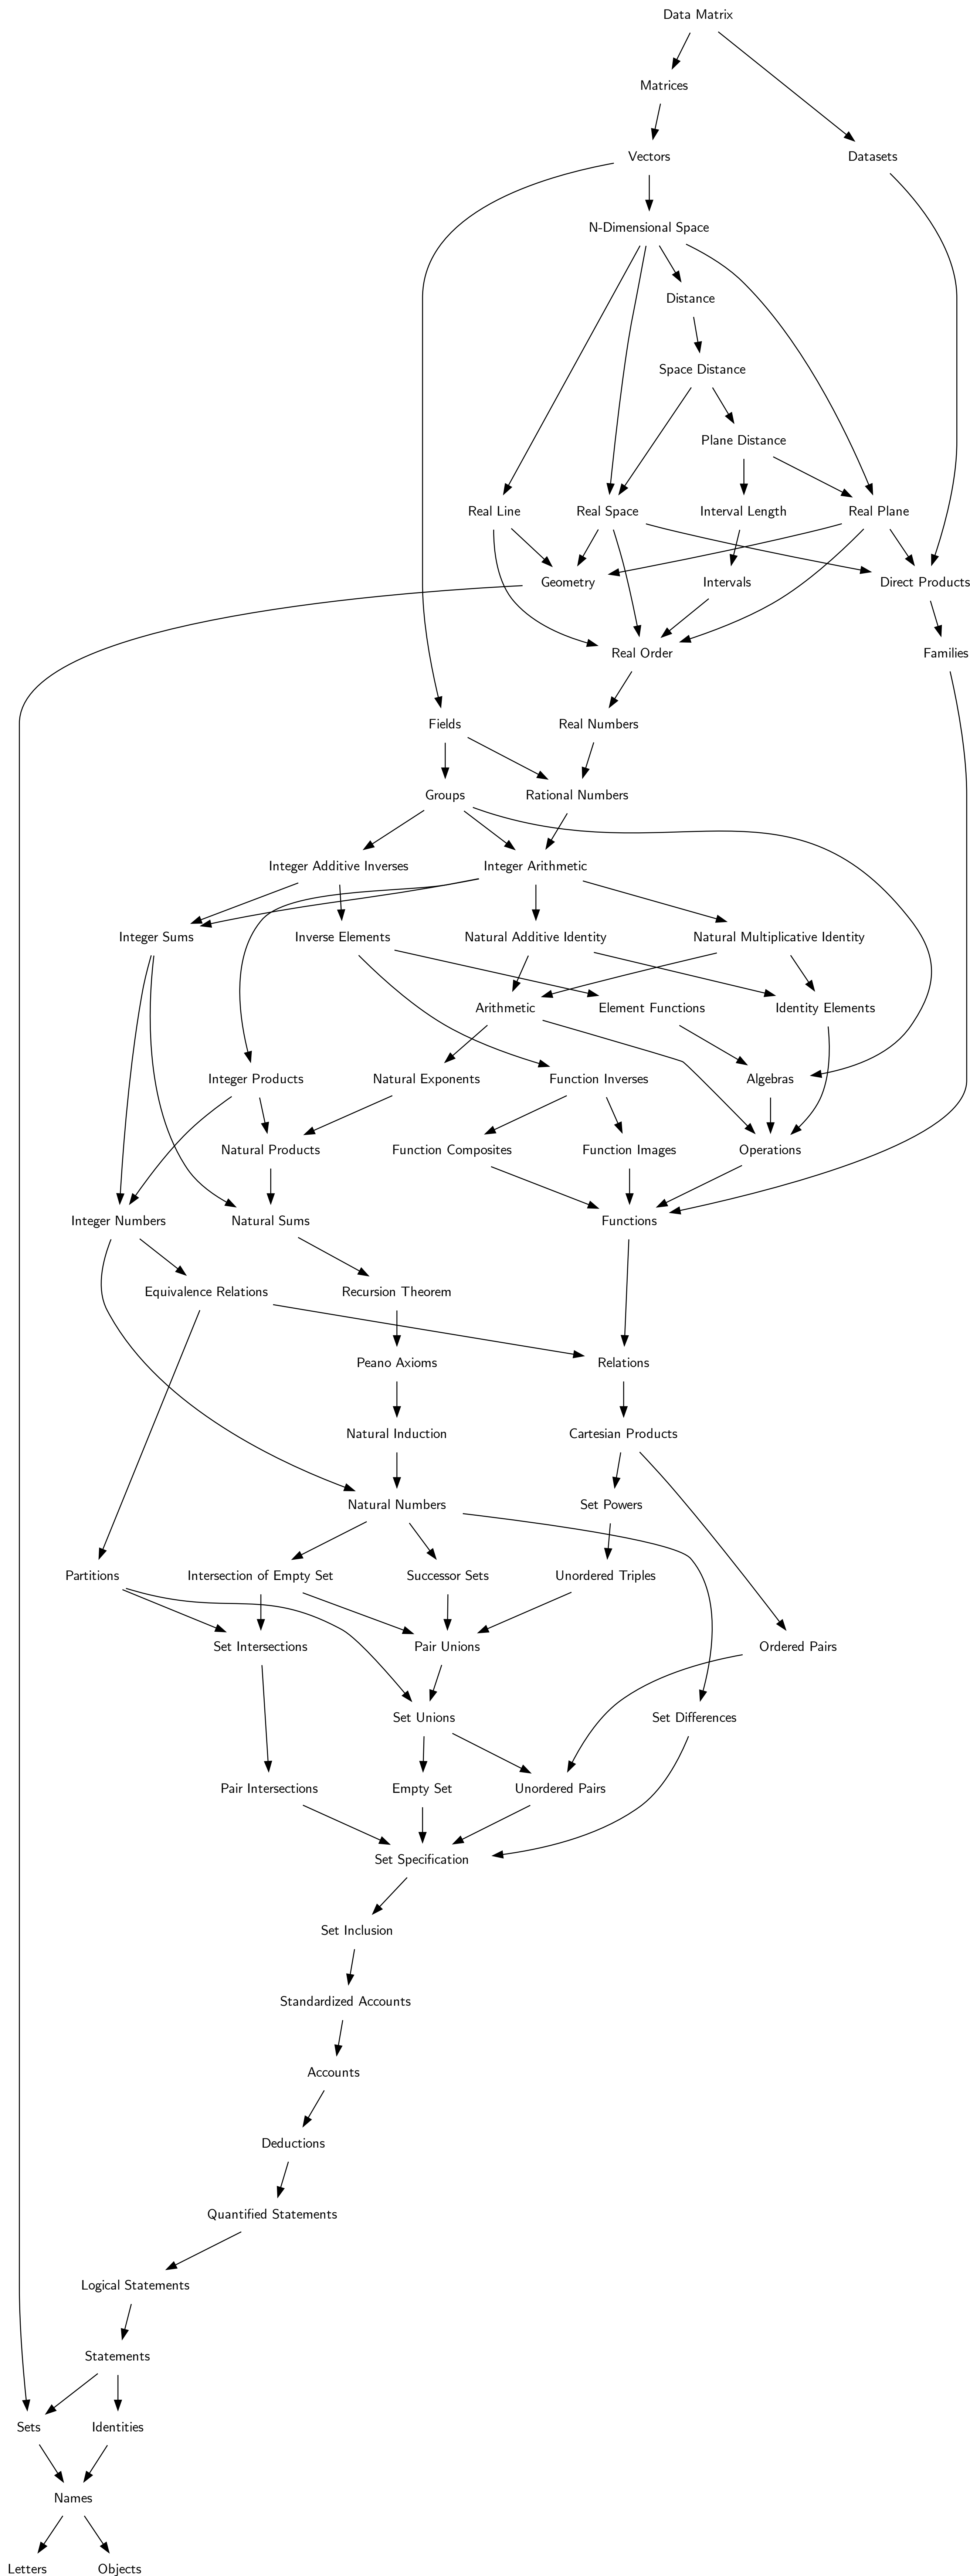 Data Matrix
Matrices
Vectors
Datasets
N-Dimensional Space
Distance
Space Distance
Plane Distance
Real Line
Real Space
Interval Length
Real Plane
Geometry
Intervals
Direct Products
Real Order
Families
Fields
Real Numbers
Groups
Rational Numbers
Integer Additive Inverses
Integer Arithmetic
Integer Sums
Inverse Elements
Natural Additive Identity
Natural Multiplicative Identity
Arithmetic
Element Functions
Identity Elements
Integer Products
Natural Exponents
Function Inverses
Algebras
Natural Products
Function Composites
Function Images
Operations
Integer Numbers
Natural Sums
Functions
Equivalence Relations
Recursion Theorem
Peano Axioms
Relations
Natural Induction
Cartesian Products
Natural Numbers
Set Powers
Partitions
Intersection of Empty Set
Successor Sets
Unordered Triples
Set Intersections
Pair Unions
Ordered Pairs
Set Unions
Set Differences
Pair Intersections
Empty Set
Unordered Pairs
Set Specification
Set Inclusion
Standardized Accounts
Accounts
Deductions
Quantified Statements
Logical Statements
Statements
Sets
Identities
Names
Letters
Objects